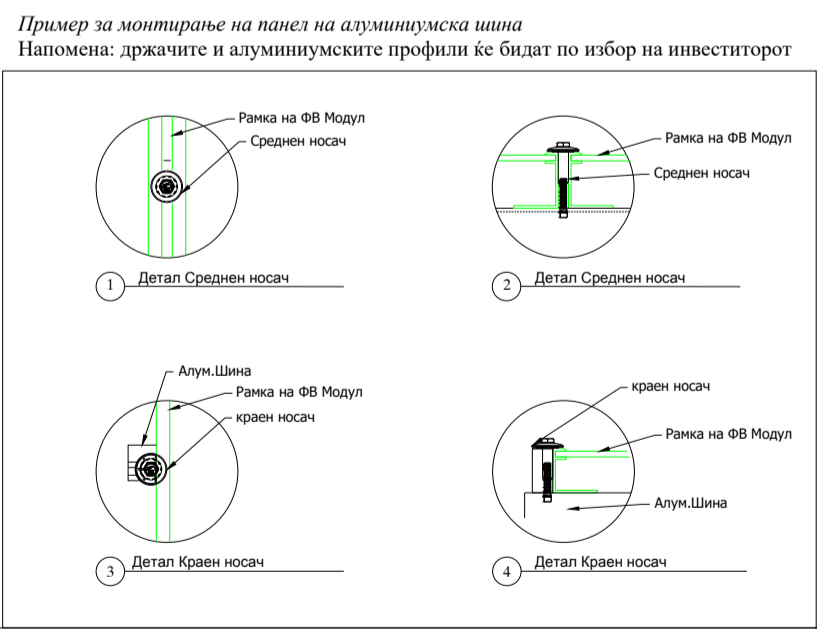 Пример за монтирање на панел на алуминиумска шина
Напомена: држачите и алуминиумските профили ќе бидат по избор на инвеститорот
Рамка на ФВ Модул
Среднен носач
1 Детал Среднен носач
Рамка на ФВ Модул
Среднен носач
2 Детал Среднен носач
Алум.Шина
Рамка на ФВ Модул
краен носач
3 Детал Краен носач
краен носач
Рамка на ФВ Модул
Алум.Шина
4 Детал Краен носач